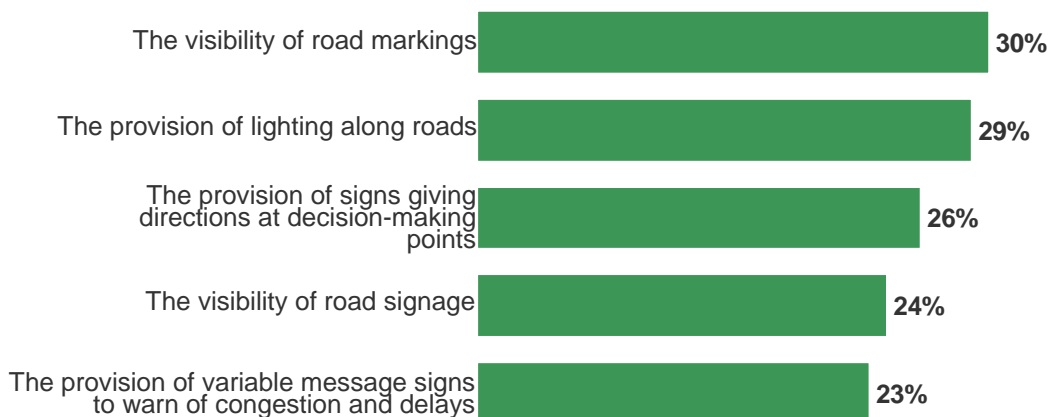 The visibility of road markings
30%
The provision of lighting along roads
29%
The provision of signs giving
directions at decision-making
points
26%
The visibility of road signage
24%
The provision of variable message signs
to warn of congestion and delays
23%